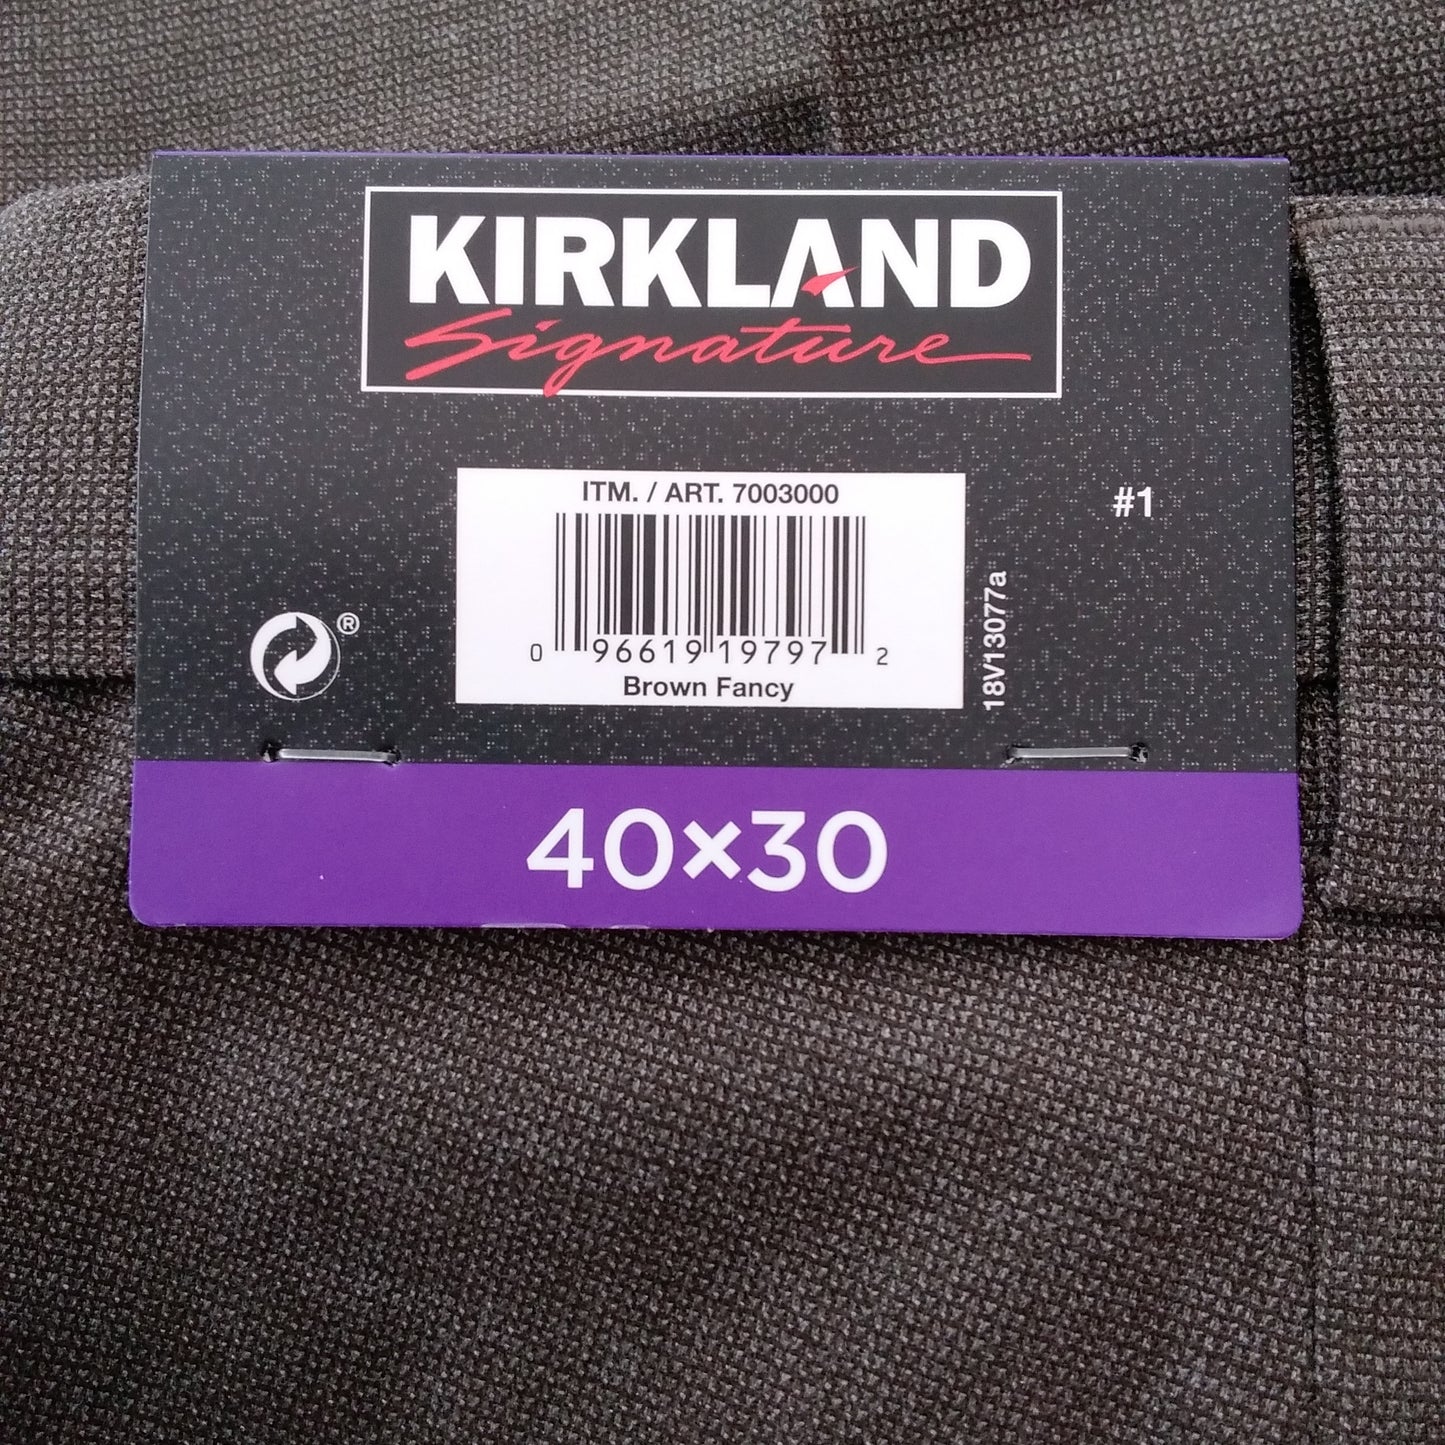 KIRKLAND
Signature
ITM. / ART. 7003000
#1
0 96619 19797 2
Brown Fancy
18V13077a
®
40×30